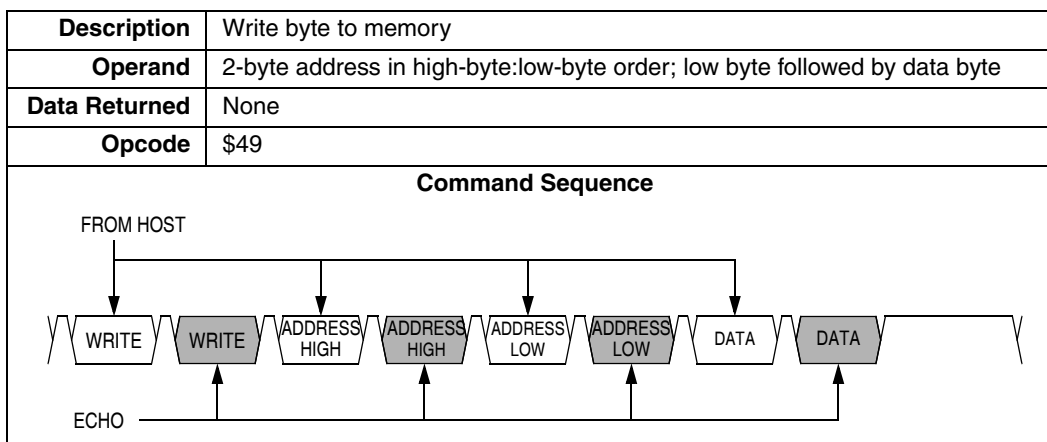 Description Write byte to memory
Operand 2-byte address in high-byte:low-byte order; low byte followed by data byte
Data Returned None
Opcode $49
Command Sequence
FROM HOST
WRITE WRITE ADDRESS HIGH ADDRESS HIGH ADDRESS LOW ADDRESS LOW DATA DATA
ECHO